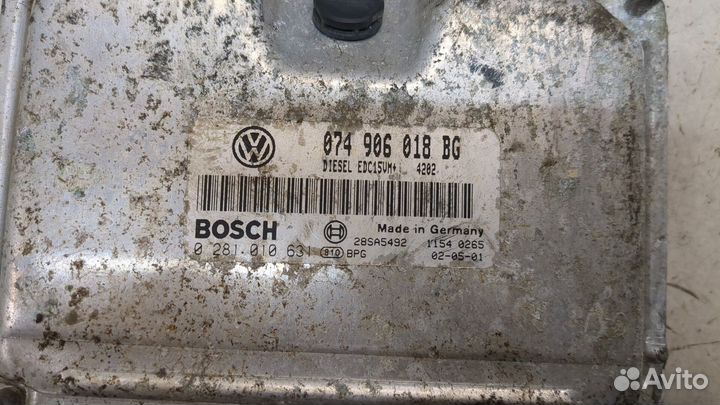 074 906 018 BG
DIESEL EDC15VM+ 4202
BOSCH
Made in Germany
0 281 010 631
28SA5492 1154 0265
810 BPG 02-05-01
Avito